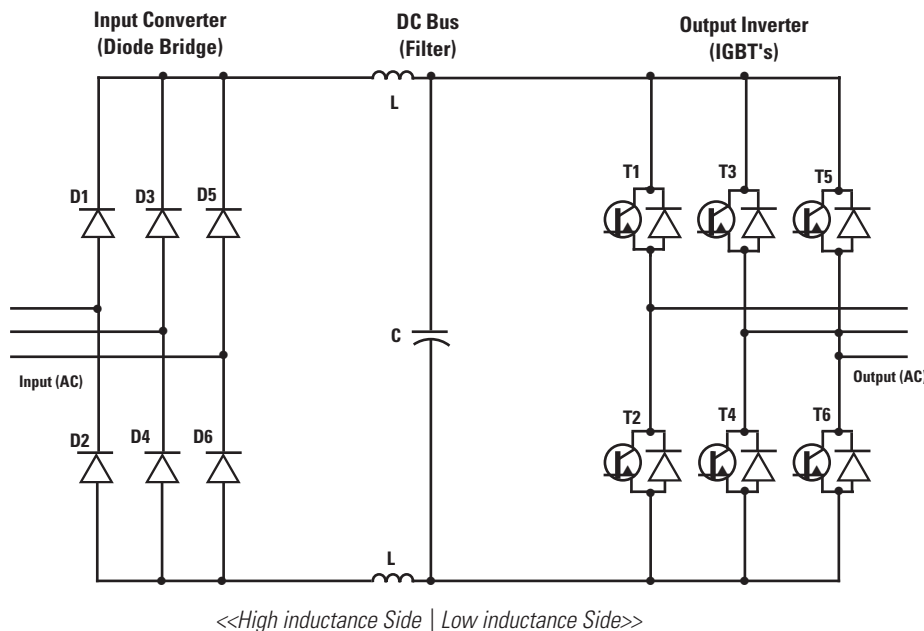 Input Converter
(Diode Bridge)
DC Bus
(Filter)
Output Inverter
(IGBT's)
L
D1
D3
D5
T1
T3
T5
C
Input (AC)
Output (AC)
D2
D4
D6
T2
T4
T6
L
<<High inductance Side | Low inductance Side>>